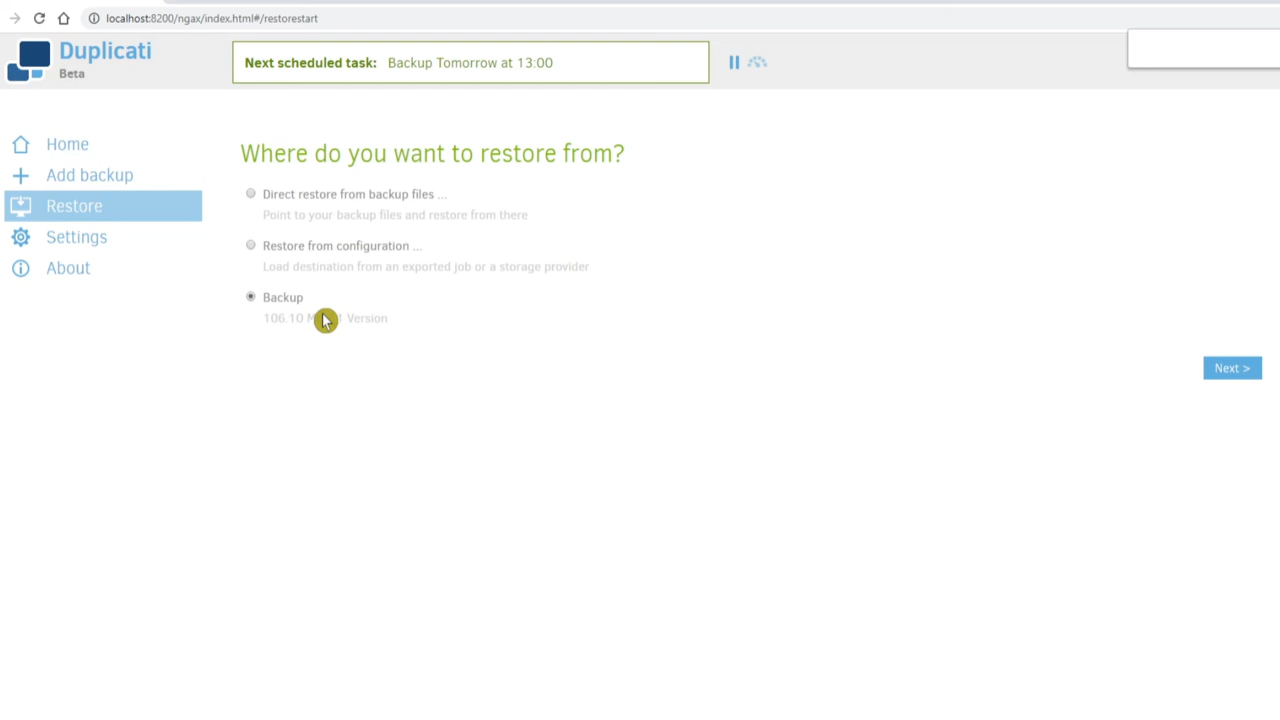 localhost:8200/ngax/index.html#/restorestart
Duplicati
Beta
Next scheduled task: Backup Tomorrow at 13:00
Home
Add backup
Restore
Settings
About
Where do you want to restore from?
Direct restore from backup files ...
Point to your backup files and restore from there
Restore from configuration ...
Load destination from an exported job or a storage provider
Backup
106.10 Version
Next >